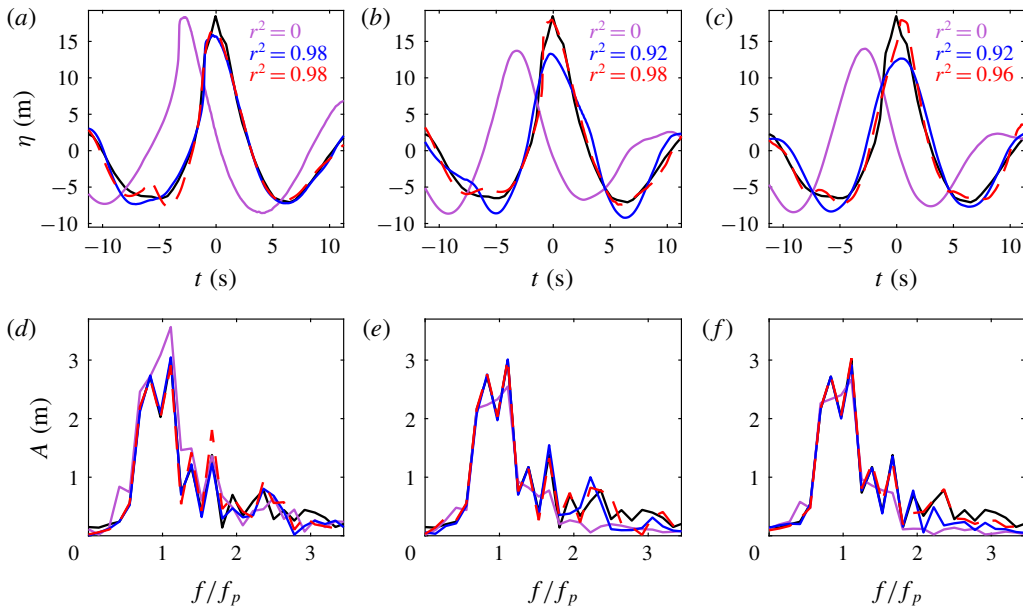 (a) (b) (c)
r² = 0 r² = 0 r² = 0
r² = 0.98 r² = 0.92 r² = 0.92
r² = 0.98 r² = 0.98 r² = 0.96
η (m)
15 15 15
10 10 10
5 5 5
0 0 0
−5 −5 −5
−10 −10 −10
−10 −5 0 5 10 −10 −5 0 5 10 −10 −5 0 5 10
t (s) t (s) t (s)
(d) (e) (f)
A (m)
3 3 3
2 2 2
1 1 1
0 1 2 3 0 1 2 3 0 1 2 3
f/fp f/fp f/fp